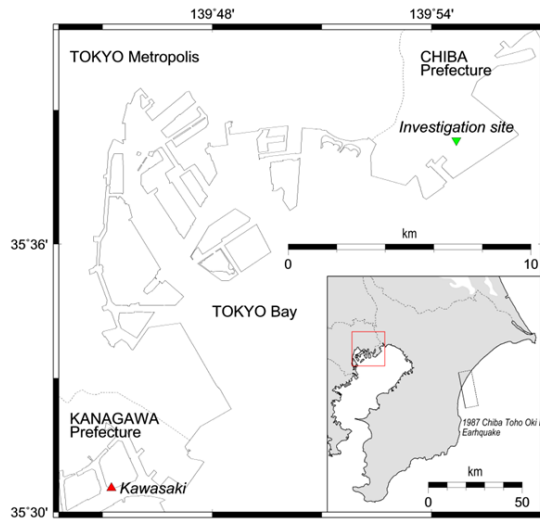 139°48' 139°54'
TOKYO Metropolis
CHIBA
Prefecture
Investigation site
km
0 10
35°36'
TOKYO Bay
KANAGAWA
Prefecture
1987 Chiba Toho Oki
Earhquake
Kawasaki
km
0 50
35°30'